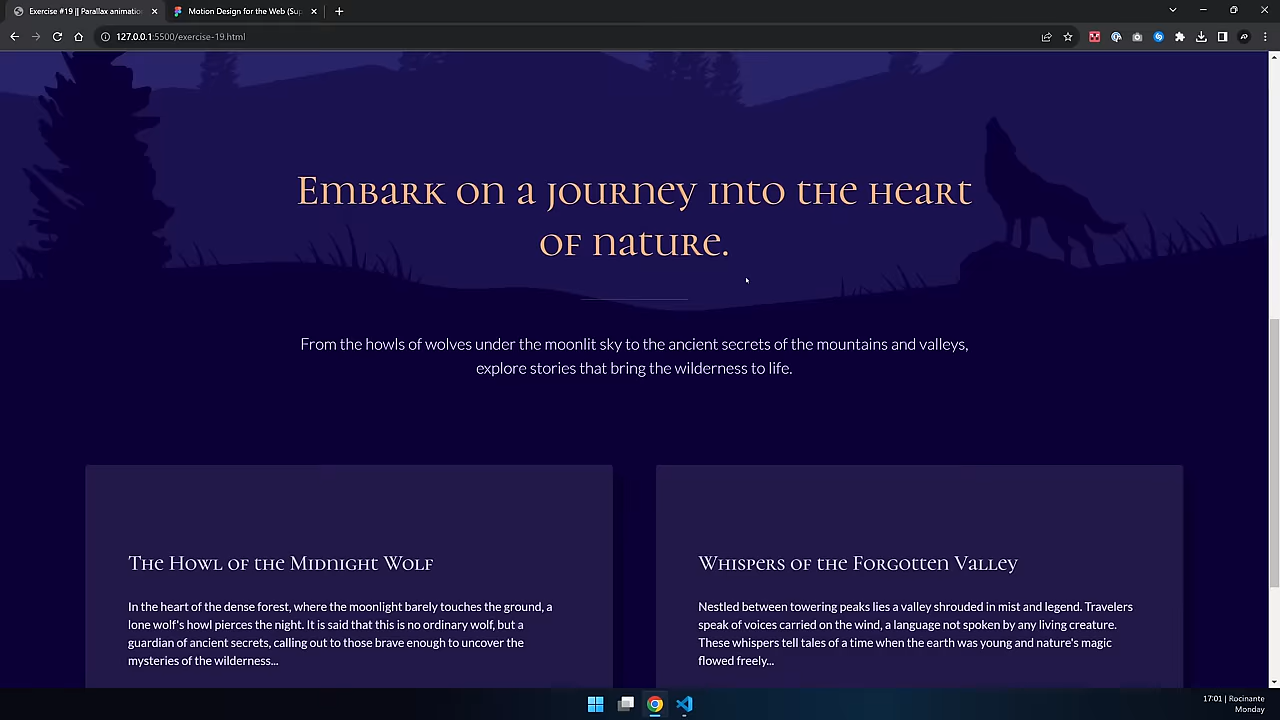 Exercise #19 || Parallax animatio
Motion Design for the Web (Sup
127.0.0.1:5500/exercise-19.html
Embark on a journey into the heart
of nature.
From the howls of wolves under the moonlit sky to the ancient secrets of the mountains and valleys,
explore stories that bring the wilderness to life.
The Howl of the Midnight Wolf
In the heart of the dense forest, where the moonlight barely touches the ground, a
lone wolf's howl pierces the night. It is said that this is no ordinary wolf, but a
guardian of ancient secrets, calling out to those brave enough to uncover the
mysteries of the wilderness...
Whispers of the Forgotten Valley
Nestled between towering peaks lies a valley shrouded in mist and legend. Travelers
speak of voices carried on the wind, a language not spoken by any living creature.
These whispers tell tales of a time when the earth was young and nature's magic
flowed freely...
17:01 | Rocinante
Monday